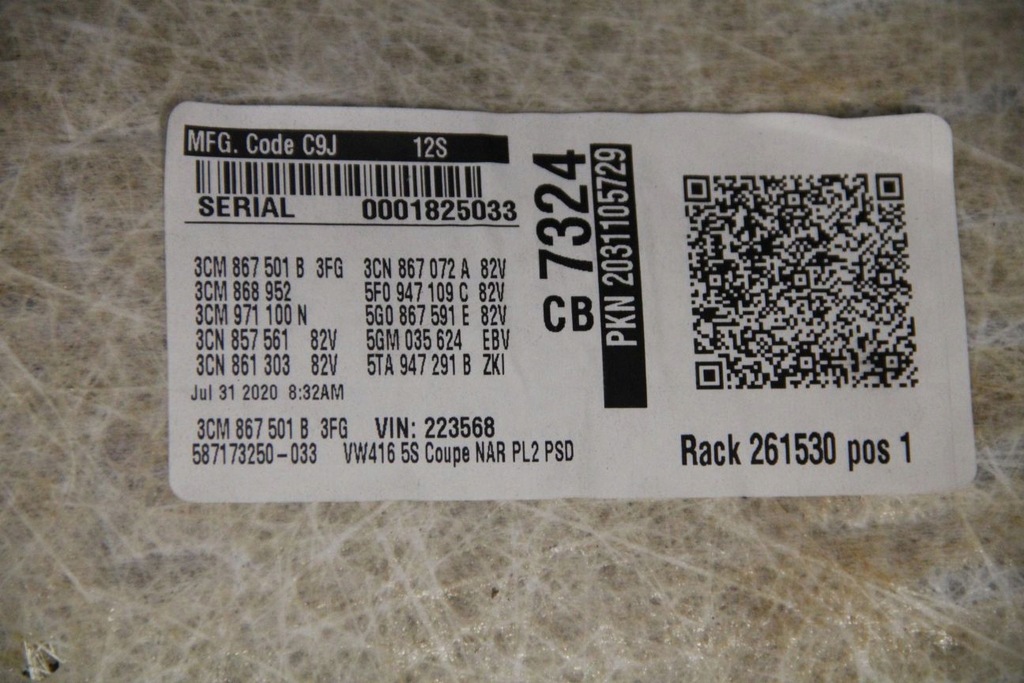 MFG. Code C9J 12S
SERIAL 0001825033
3CM 867 501 B 3FG 3CN 867 072 A 82V
3CM 868 952 5F0 947 109 C 82V
3CM 971 100 N 5G0 867 591 E 82V
3CN 857 561 82V 5GM 035 624 EBV
3CN 861 303 82V 5TA 947 291 B ZKI
Jul 31 2020 8:32AM
3CM 867 501 B 3FG VIN: 223568
587173250-033 VW416 5S Coupe NAR PL2 PSD
CB 7324
PKN 2031105729
Rack 261530 pos 1